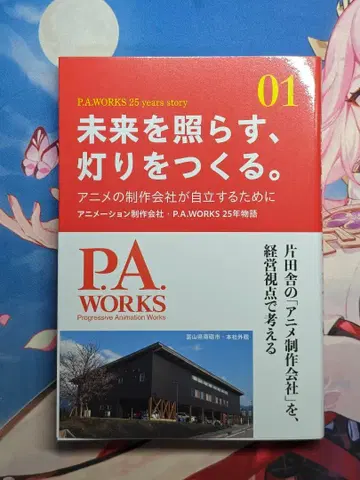 P.A.WORKS 25 years story
01
未来を照らす、
灯りをつくる。
アニメの制作会社が自立するために
アニメーション制作会社・P.A.WORKS 25年物語
片田舎の「アニメ制作会社」を、
経営視点で考える
P.A.
WORKS
Progressive Animation Works
富山県南砺市・本社外観